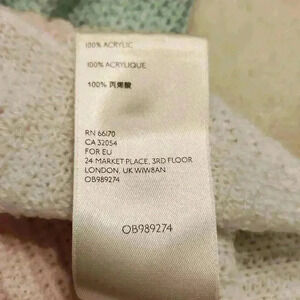 100% ACRYLIC
100% ACRYLIQUE
100% 丙烯酸
RN 66170
CA 32054
FOR EU
24 MARKET PLACE, 3RD FLOOR
LONDON, UK W1W8AN
OB989274
OB989274